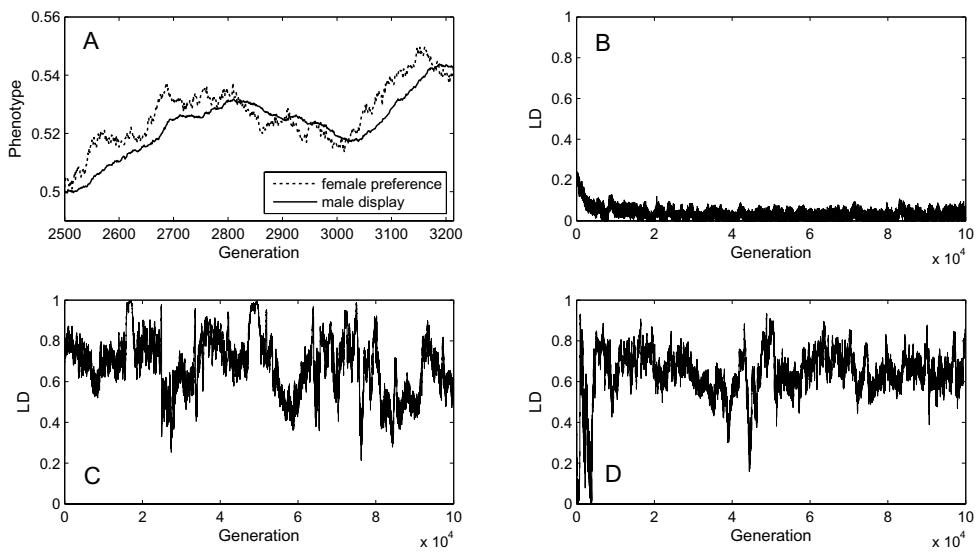 A
Phenotype
0.56
0.54
0.52
0.5
2500 2600 2700 2800 2900 3000 3100 3200
Generation
female preference
male display
B
LD
1
0.8
0.6
0.4
0.2
0
0 2 4 6 8 10
Generation
x 10^4
C
LD
1
0.8
0.6
0.4
0.2
0
0 2 4 6 8 10
Generation
x 10^4
D
LD
1
0.8
0.6
0.4
0.2
0
0 2 4 6 8 10
Generation
x 10^4